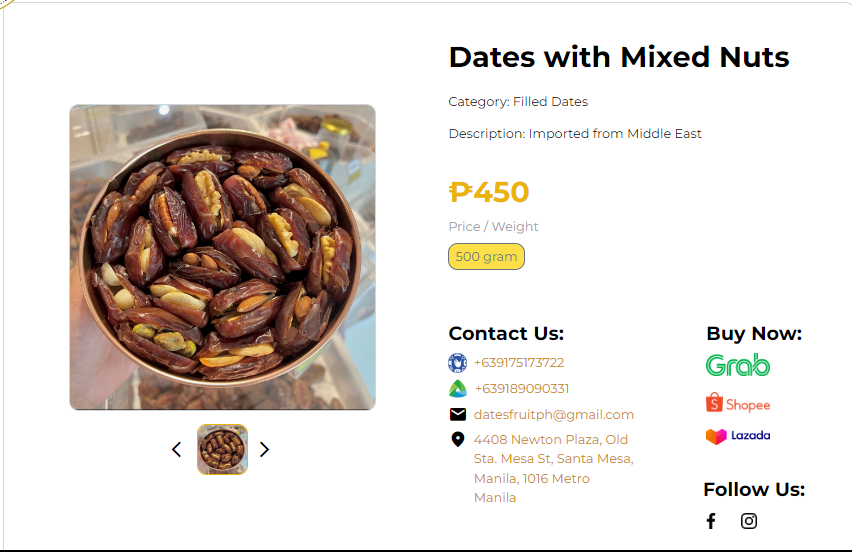 Dates with Mixed Nuts
Category: Filled Dates
Description: Imported from Middle East
₱450
Price / Weight
500 gram
Contact Us:
+639175173722
+639189090331
datesfruitph@gmail.com
4408 Newton Plaza, Old
Sta. Mesa St, Santa Mesa,
Manila, 1016 Metro
Manila
Buy Now:
Grab
Shopee
Lazada
Follow Us: